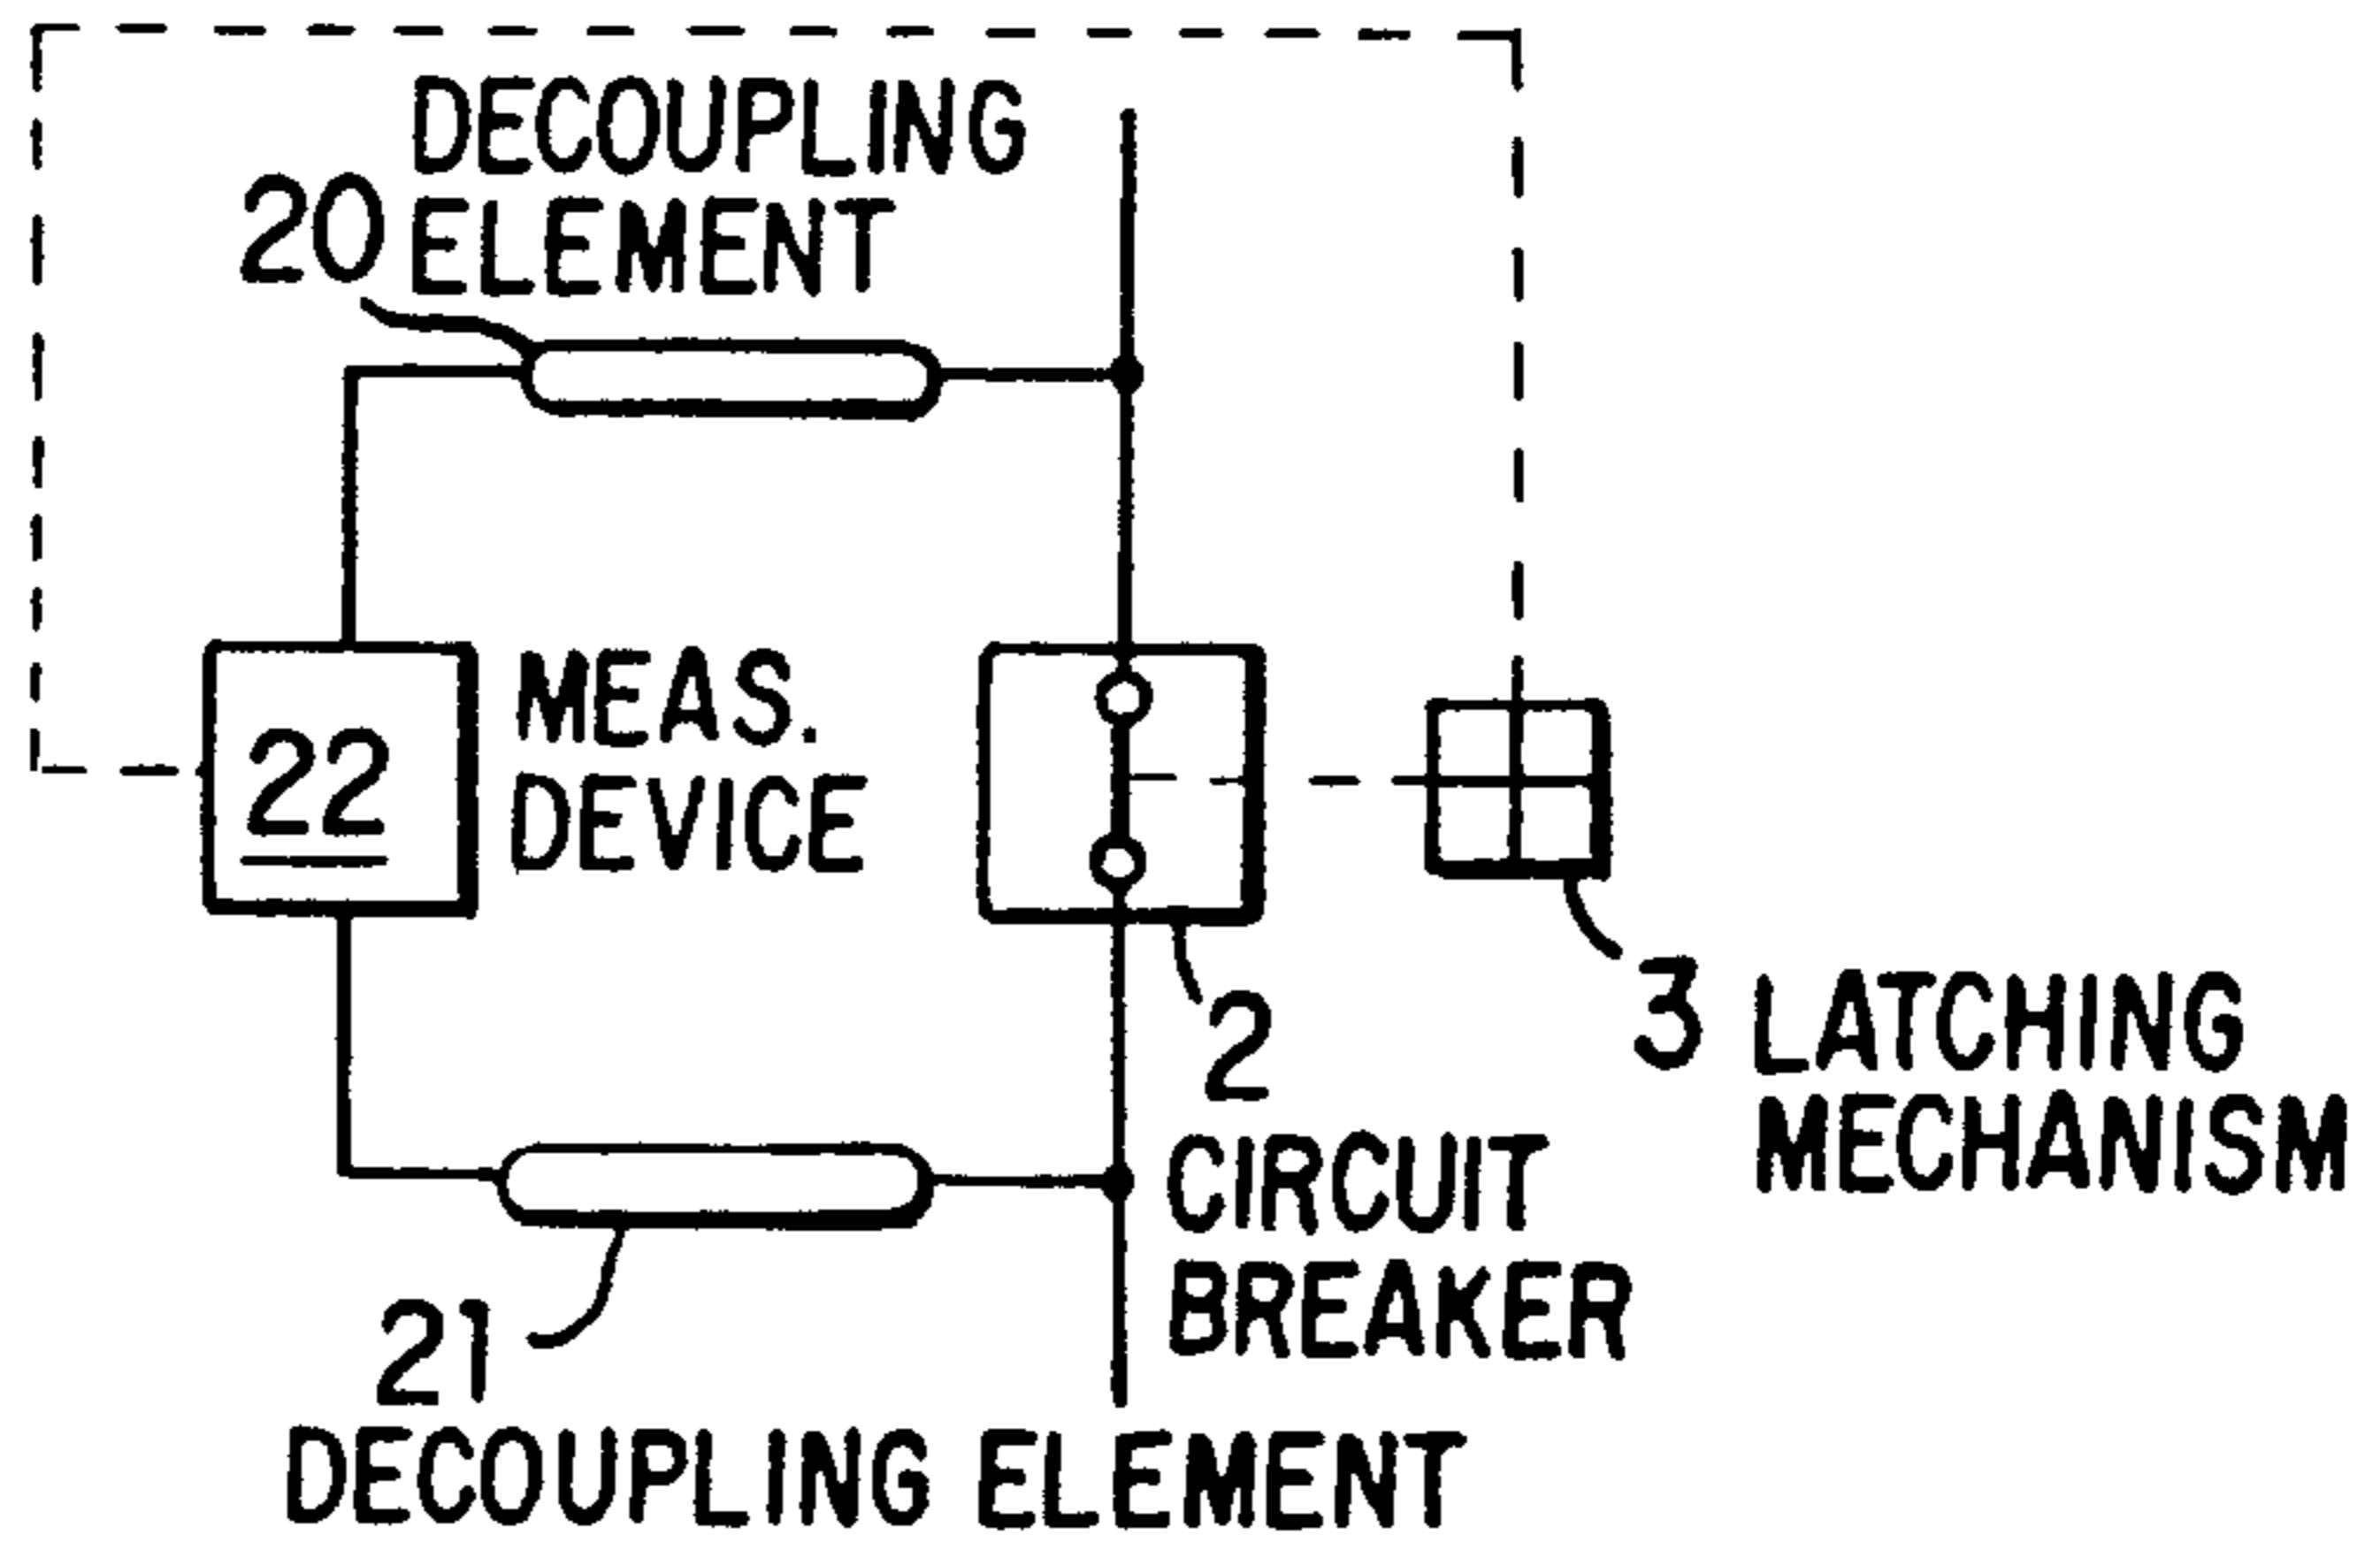 DECOUPLING
20 ELEMENT
MEAS.
22 DEVICE
3 LATCHING
MECHANISM
2
CIRCUIT
BREAKER
21
DECOUPLING ELEMENT